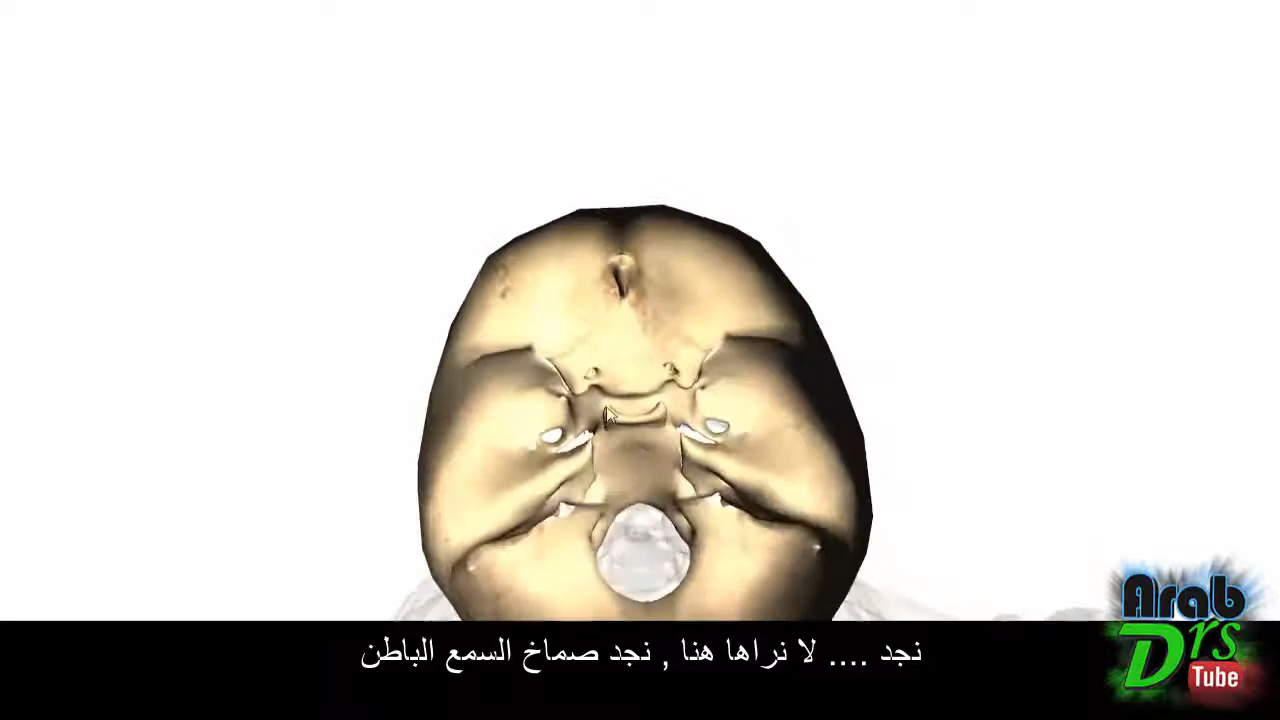 نجد .... لا نراها هنا , نجد صماخ السمع الباطن
Arab
Drs
Tube